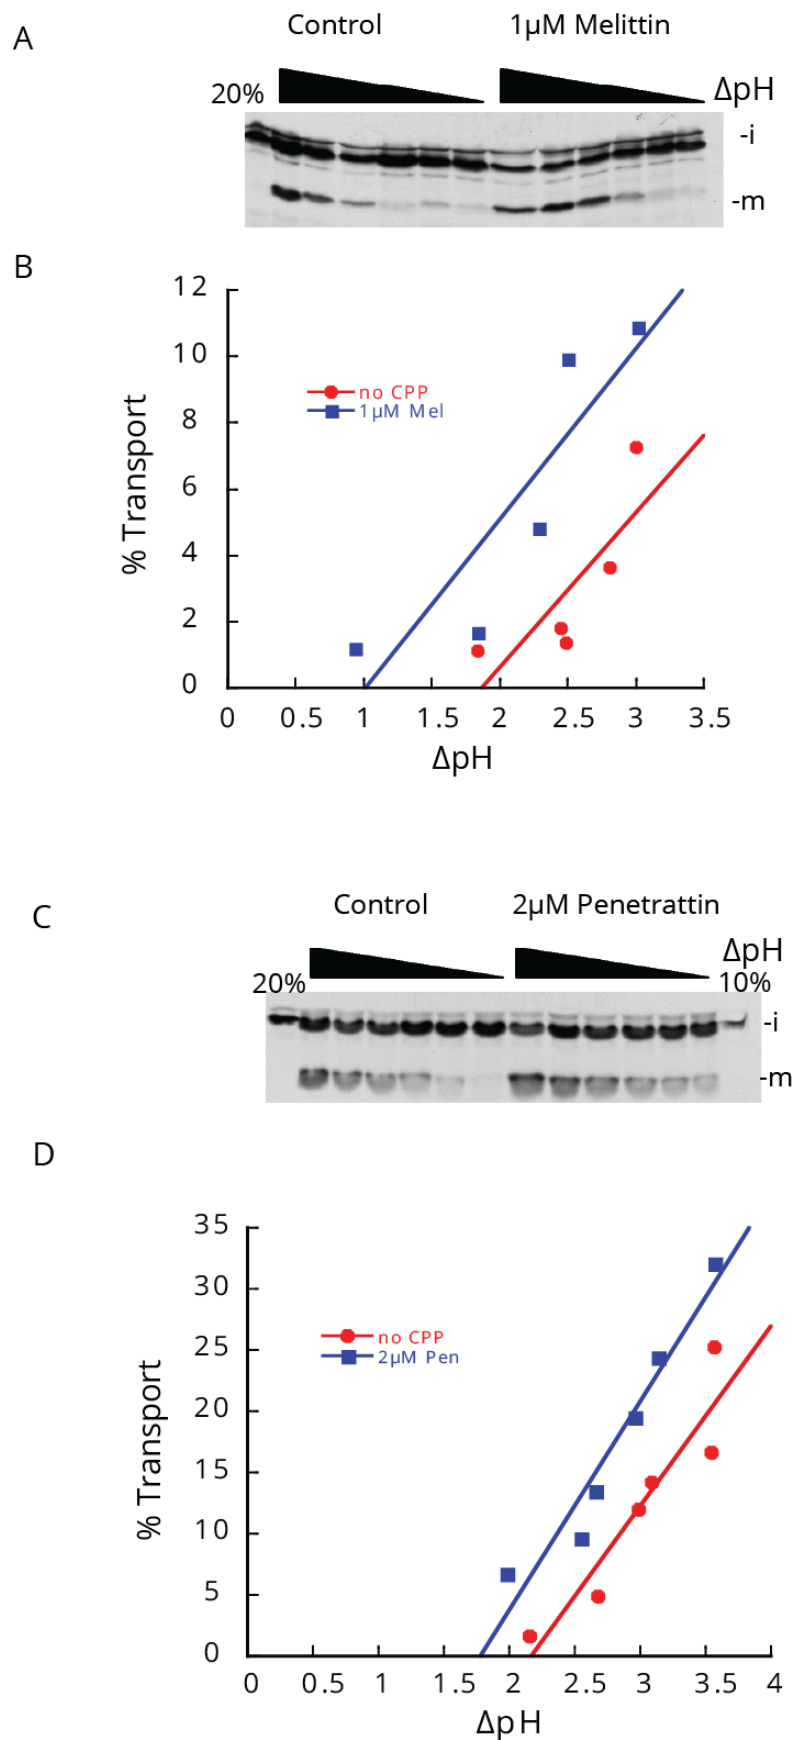 A
Control 1µM Melittin
20% ΔpH
-i
-m
B
12
10
8
6
4
2
0
% Transport
no CPP
1µM Mel
0 0.5 1 1.5 2 2.5 3 3.5
ΔpH
C
Control 2µM Penetrattin
ΔpH
20% 10%
-i
-m
D
35
30
25
20
15
10
5
0
% Transport
no CPP
2µM Pen
0 0.5 1 1.5 2 2.5 3 3.5 4
ΔpH